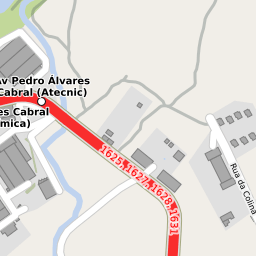 Av Pedro Álvares
Cabral (Atecnic)
es Cabral
mica)
1625, 1627, 1628, 1631
Rua da Colina